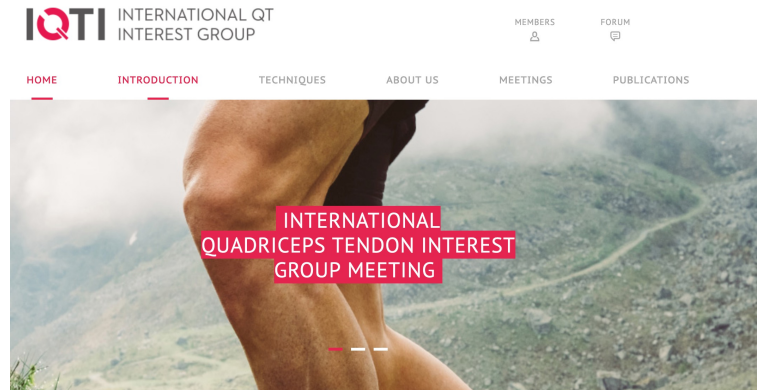 IQTI INTERNATIONAL QT
INTEREST GROUP
MEMBERS FORUM
HOME INTRODUCTION TECHNIQUES ABOUT US MEETINGS PUBLICATIONS
INTERNATIONAL
QUADRICEPS TENDON INTEREST
GROUP MEETING